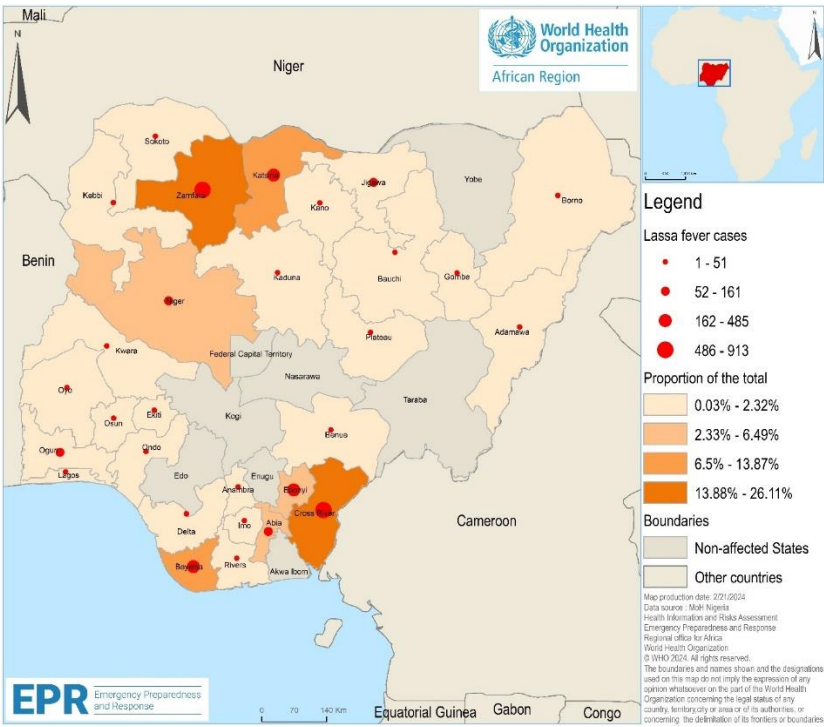 Mali
N
Niger
World Health
Organization
African Region
N
Sokoto
Kebbi
Zamfara
Katsina
Kano
Jigawa
Yobe
Borno
Benin
Niger
Kaduna
Bauchi
Gombe
Adamawa
Plateau
Kwara
Federal Capital Territory
Nasarawa
Taraba
Oyo
Osun
Ekiti
Kogi
Benue
Ogun
Ondo
Lagos
Edo
Enugu
Anambra
Ebonyi
Cross River
Delta
Imo
Abia
Bayelsa
Rivers
Akwa Ibom
Cameroon
EPR
Emergency Preparedness
and Response
0 70 140 Km
Equatorial Guinea
Gabon
Congo
Legend
Lassa fever cases
1 - 51
52 - 161
162 - 485
486 - 913
Proportion of the total
0.03% - 2.32%
2.33% - 6.49%
6.5% - 13.87%
13.88% - 26.11%
Boundaries
Non-affected States
Other countries
Map production date: 2/21/2024
Data source : MoH Nigeria
Health Information and Risks Assessment
Emergency Preparedness and Response
Regional office for Africa
World Health Organization
© WHO 2024. All rights reserved.
The boundaries and names shown and the designations
used on this map do not imply the expression of any
opinion whatsoever on the part of the World Health
Organization concerning the legal status of any
country, territory,city or area or of its authorities, or
concerning the delimitation of its frontiers or boundaries